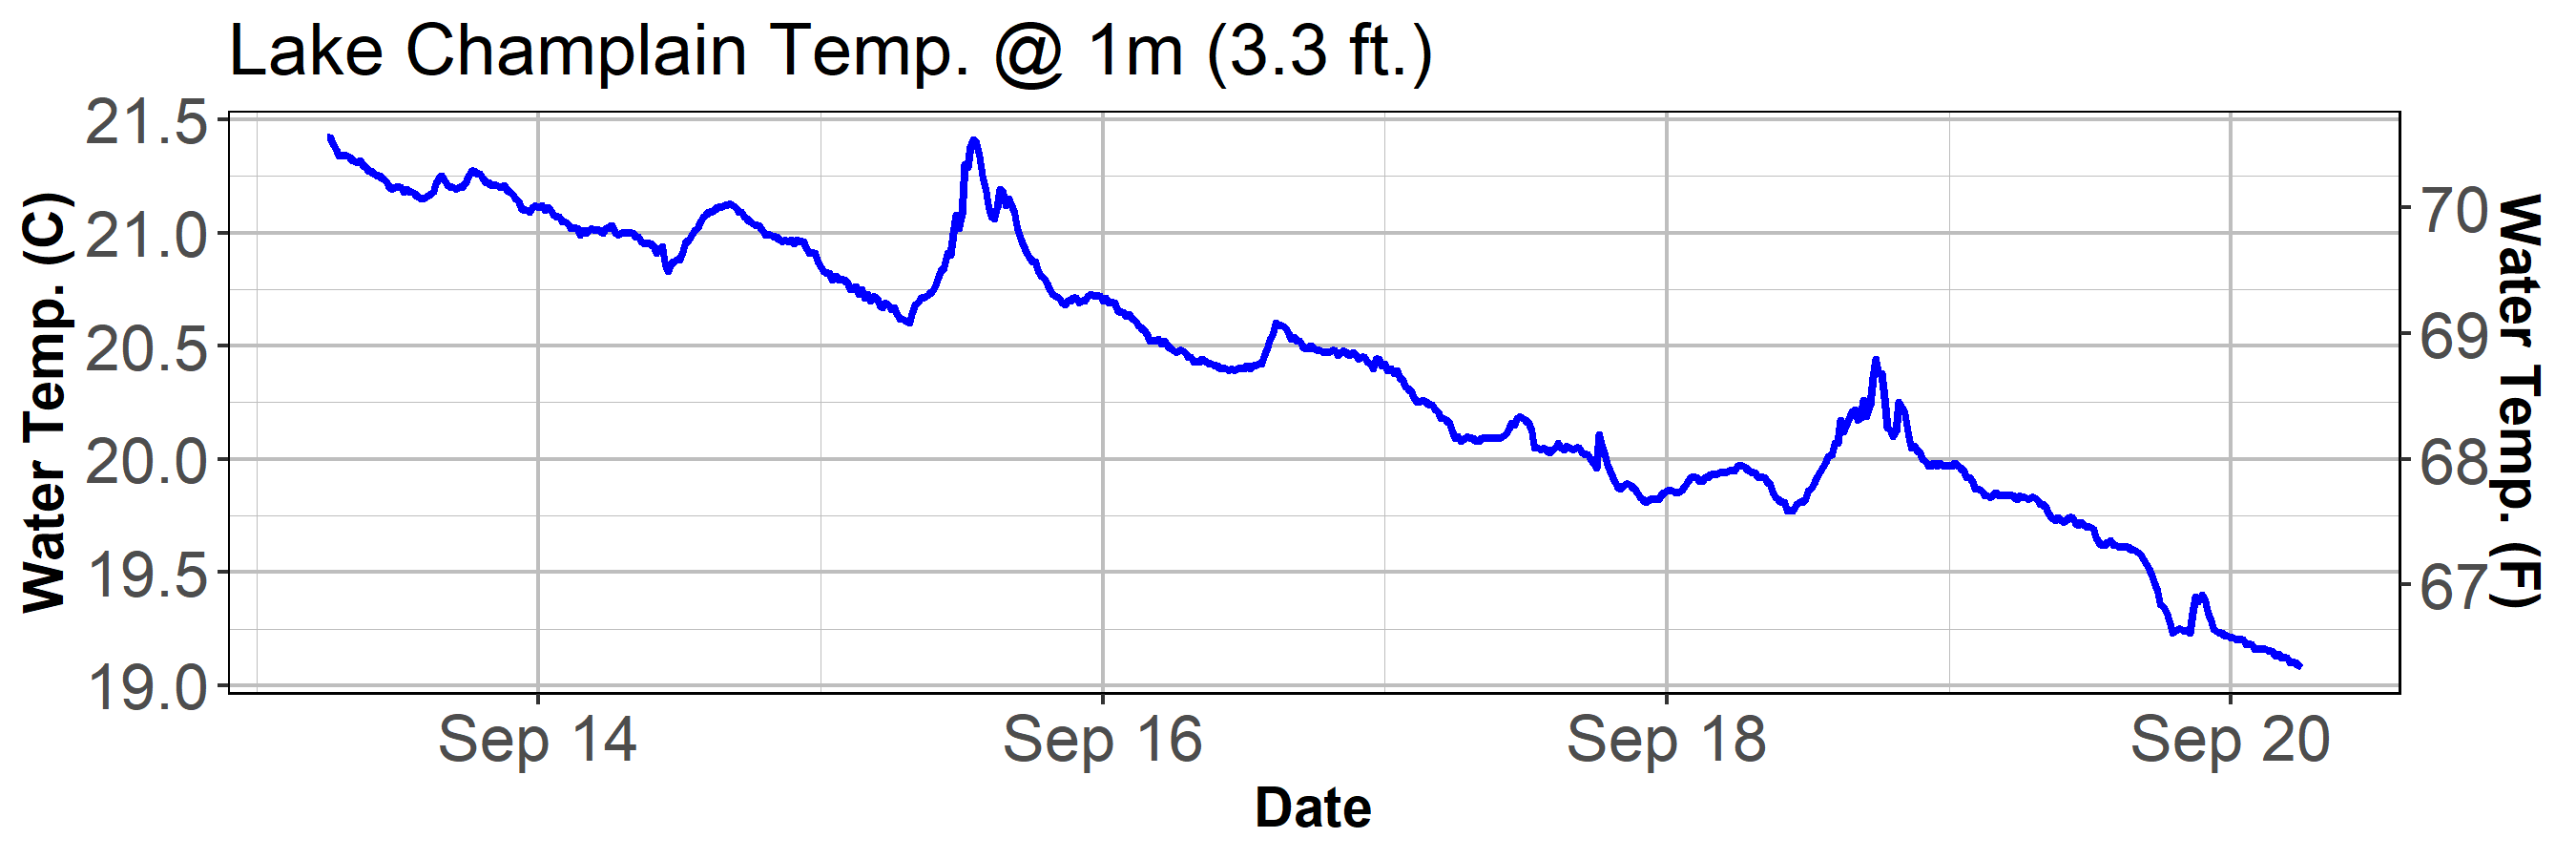 Lake Champlain Temp. @ 1m (3.3 ft.)
Water Temp. (C)
21.5
21.0
20.5
20.0
19.5
19.0
70
69
68
67
Water Temp. (F)
Sep 14
Sep 16
Sep 18
Sep 20
Date